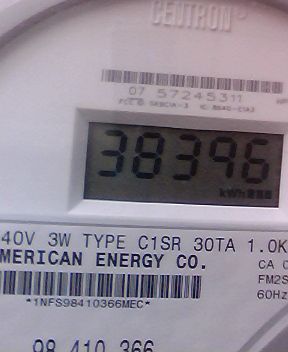 CENTRON®
07 57245311
38396
kWh
40V 3W TYPE C1SR 30TA 1.0K
MERICAN ENERGY CO.
CA 0
FM2S
60Hz
*1NFS98410366MEC*
98 410 366